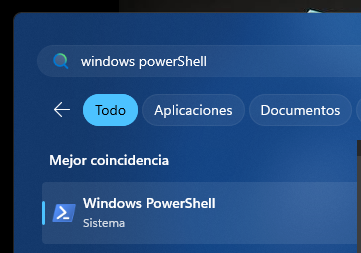 windows powerShell
Todo Aplicaciones Documentos
Mejor coincidencia
Windows PowerShell
Sistema